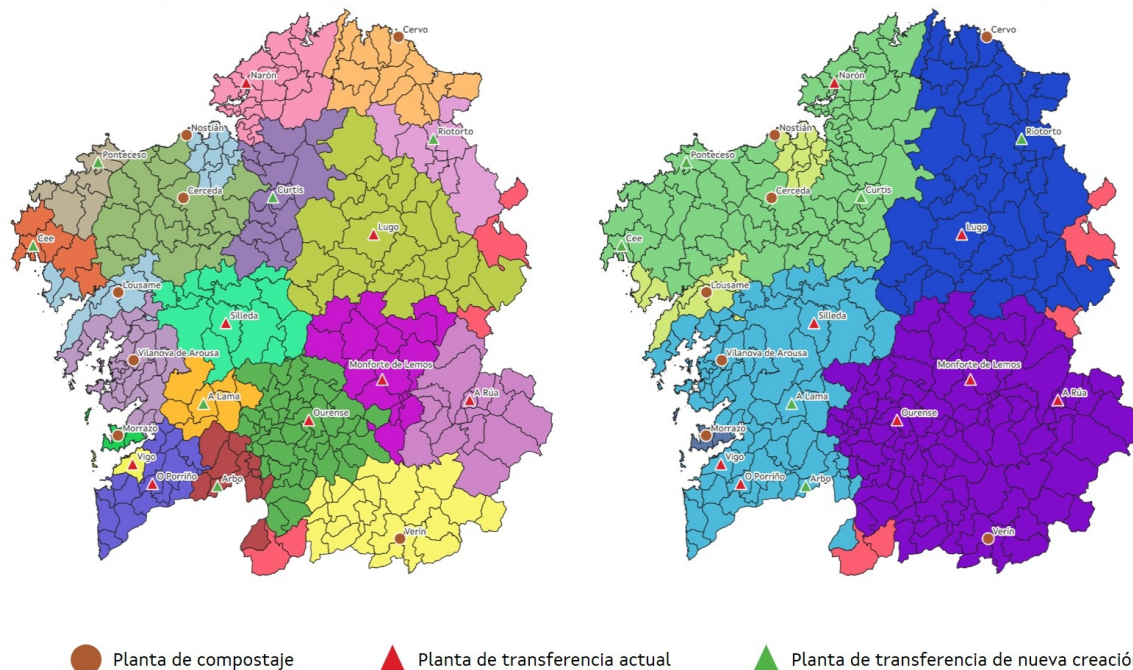 Cervo
Narón
Nostián
Riotorto
Ponteceso
Cerceda
Curtis
Lugo
Cee
Lousame
Silleda
Vilanova de Arousa
Monforte de Lemos
A Lama
A Rúa
Ourense
Morrazo
Vigo
O Porriño
Arbo
Verín
Cervo
Narón
Nostián
Riotorto
Ponteceso
Cerceda
Curtis
Lugo
Cee
Lousame
Silleda
Vilanova de Arousa
Monforte de Lemos
A Lama
A Rúa
Ourense
Morrazo
Vigo
O Porriño
Arbo
Verín
Planta de compostaje
Planta de transferencia actual
Planta de transferencia de nueva creació